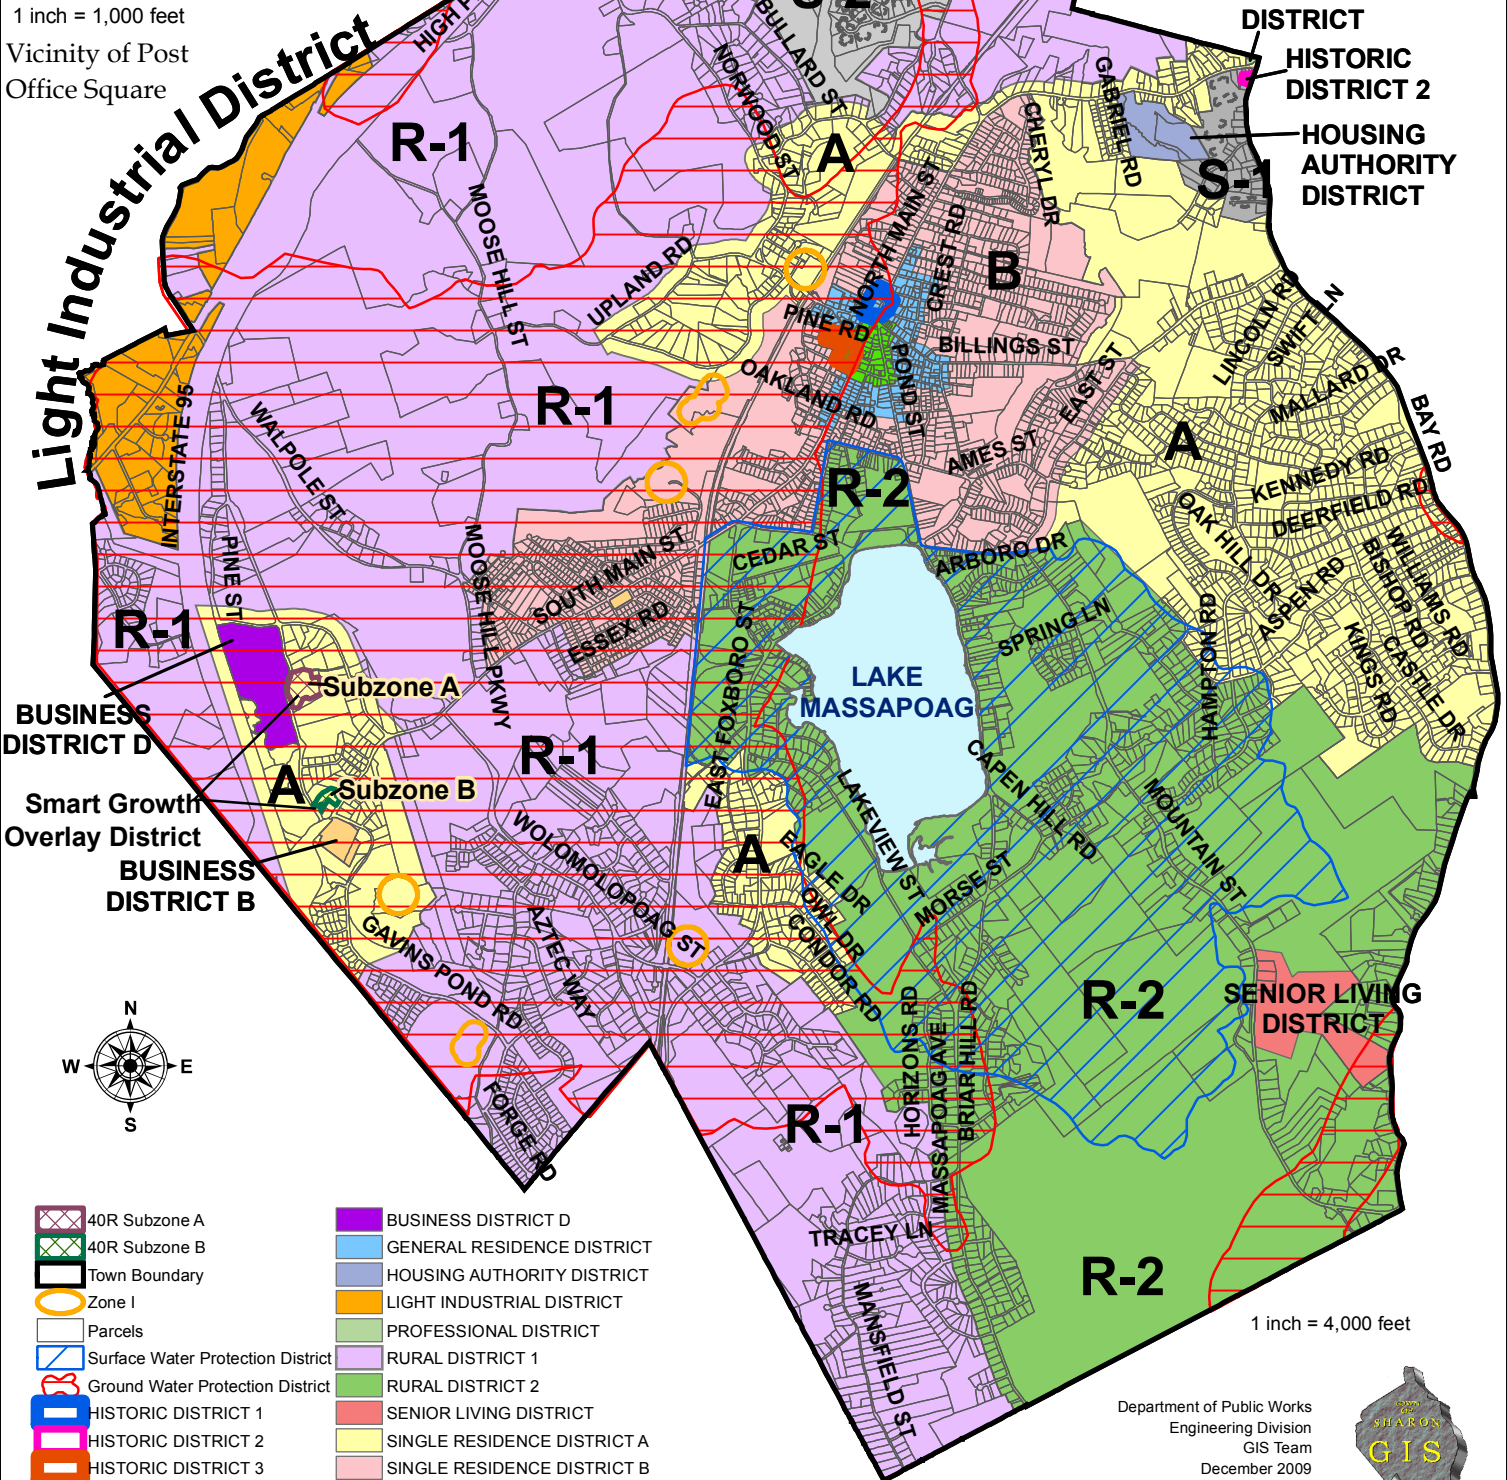 1 inch = 1,000 feet
Vicinity of Post
Office Square
Light Industrial District
DISTRICT
HISTORIC
DISTRICT 2
HOUSING
AUTHORITY
DISTRICT
S-1
BULLARD ST
NORWOOD ST
A
GABRIEL RD
CHERYL DR
R-1
MOOSE HILL ST
UPLAND RD
NORTH MAIN ST
CREST RD
B
PINE RD
BILLINGS ST
POND ST
OAKLAND RD
EAST ST
AMES ST
LINCOLN RD
SWIFT LN
MALLARD DR
BAY RD
A
KENNEDY RD
DEERFIELD RD
OAK HILL DR
ASPEN RD
WILLIAMS RD
BISHOP RD
KINGS RD
CASTLE DR
HAMPTON RD
R-1
INTERSTATE 95
WALPOLE ST
PINE ST
MOOSE HILL PKWY
SOUTH MAIN ST
ESSEX RD
R-2
CEDAR ST
ARBORO DR
SPRING LN
EAST FOXBORO ST
LAKE
MASSAPOAG
R-1
Subzone A
BUSINESS
DISTRICT D
A
Subzone B
Smart Growth
Overlay District
BUSINESS
DISTRICT B
R-1
WOLOMOLOPOAG ST
AZTEC WAY
GAVINS POND RD
FORGE RD
A
EAGLE DR
OWL DR
CONDOR RD
LAKEVIEW ST
MORSE ST
CAPEN HILL RD
MOUNTAIN ST
R-2
SENIOR LIVING
DISTRICT
HORIZONS RD
MASSAPOAG AVE
BRIAR HILL RD
R-1
TRACEY LN
MANSFIELD ST
R-2
N
W
E
S
40R Subzone A
40R Subzone B
Town Boundary
Zone I
Parcels
Surface Water Protection District
Ground Water Protection District
HISTORIC DISTRICT 1
HISTORIC DISTRICT 2
HISTORIC DISTRICT 3
BUSINESS DISTRICT D
GENERAL RESIDENCE DISTRICT
HOUSING AUTHORITY DISTRICT
LIGHT INDUSTRIAL DISTRICT
PROFESSIONAL DISTRICT
RURAL DISTRICT 1
RURAL DISTRICT 2
SENIOR LIVING DISTRICT
SINGLE RESIDENCE DISTRICT A
SINGLE RESIDENCE DISTRICT B
1 inch = 4,000 feet
Department of Public Works
Engineering Division
GIS Team
December 2009
SHARON
GIS